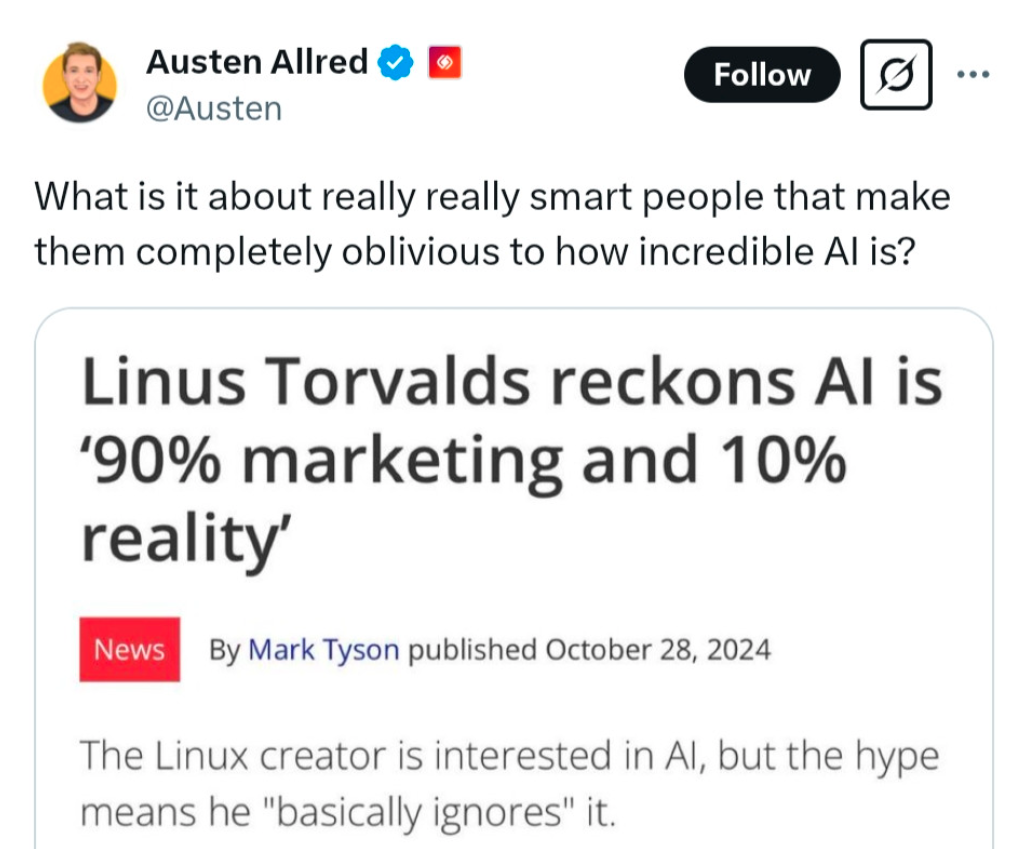 Austen Allred
@Austen
Follow
What is it about really really smart people that make
them completely oblivious to how incredible AI is?
Linus Torvalds reckons AI is
‘90% marketing and 10%
reality’
News
By Mark Tyson published October 28, 2024
The Linux creator is interested in AI, but the hype
means he "basically ignores" it.